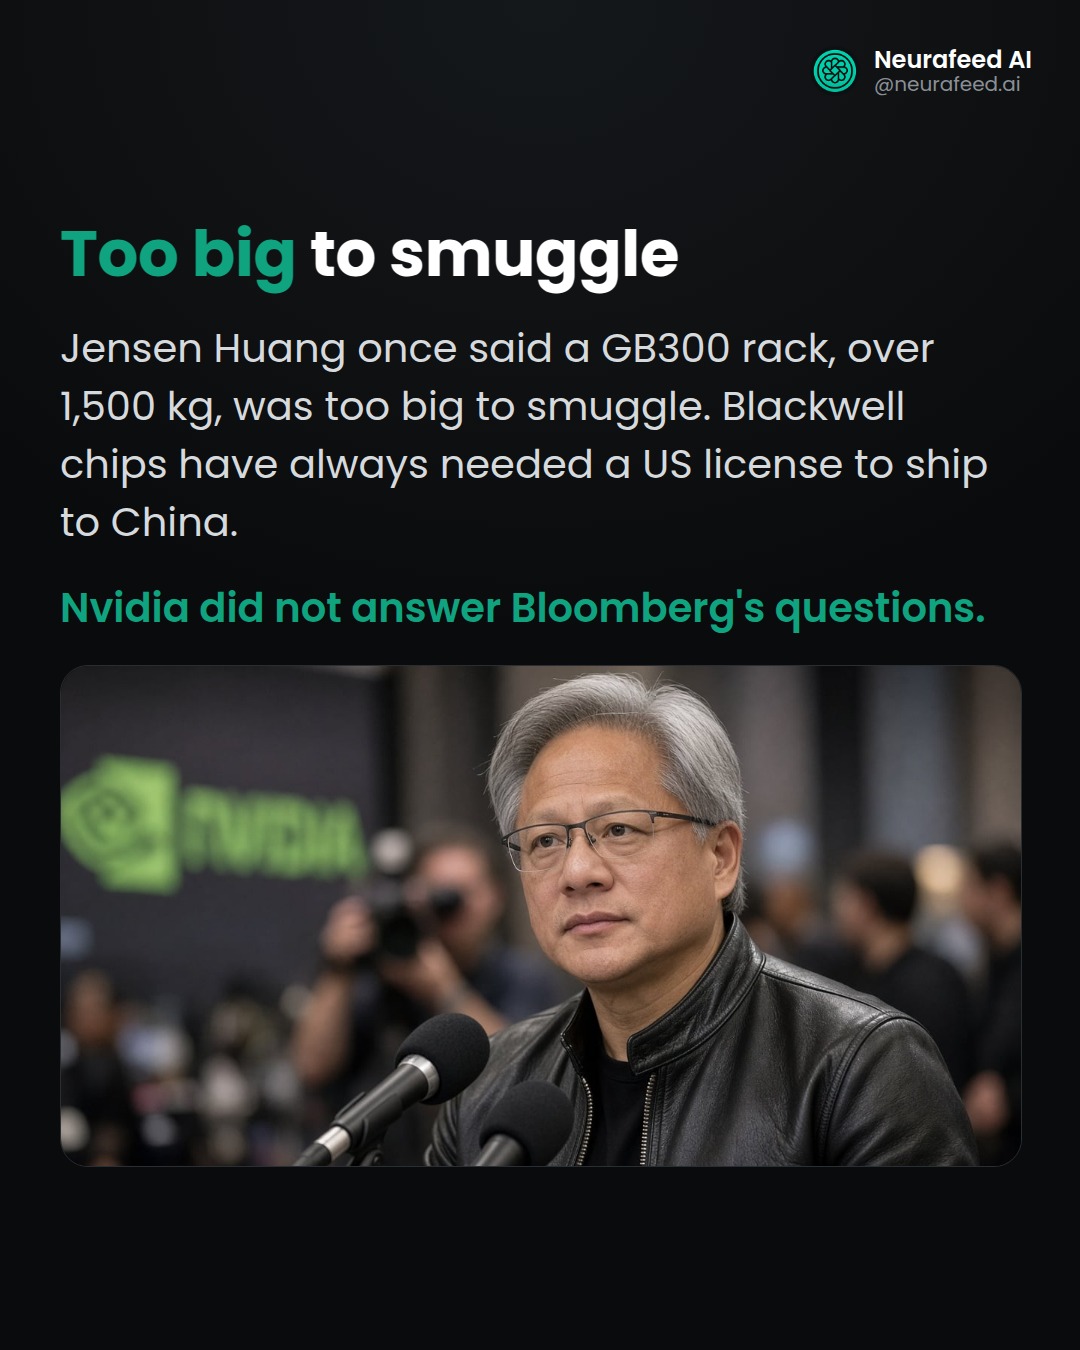 Neurafeed AI
@neurafeed.ai
Too big to smuggle
Jensen Huang once said a GB300 rack, over
1,500 kg, was too big to smuggle. Blackwell
chips have always needed a US license to ship
to China.
Nvidia did not answer Bloomberg's questions.
NVIDIA